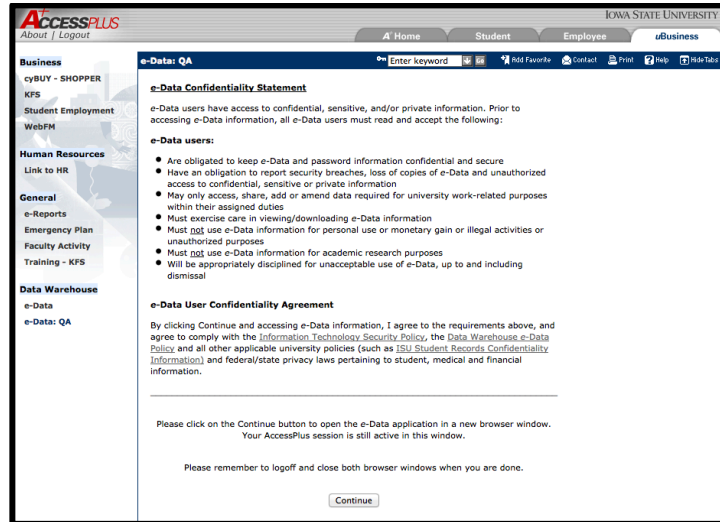 ACCESSPLUS
IOWA STATE UNIVERSITY
About | Logout
A+ Home
Student
Employee
uBusiness
Business
cyBUY - SHOPPER
KFS
Student Employment
WebFM
Human Resources
Link to HR
General
e-Reports
Emergency Plan
Faculty Activity
Training - KFS
Data Warehouse
e-Data
e-Data: QA
e-Data: QA
Enter keyword
Go
Add Favorite
Contact
Print
Help
HideTabs
e-Data Confidentiality Statement
e-Data users have access to confidential, sensitive, and/or private information. Prior to
accessing e-Data information, all e-Data users must read and accept the following:
e-Data users:
• Are obligated to keep e-Data and password information confidential and secure
• Have an obligation to report security breaches, loss of copies of e-Data and unauthorized
access to confidential, sensitive or private information
• May only access, share, add or amend data required for university work-related purposes
within their assigned duties
• Must exercise care in viewing/downloading e-Data information
• Must not use e-Data information for personal use or monetary gain or illegal activities or
unauthorized purposes
• Must not use e-Data information for academic research purposes
• Will be appropriately disciplined for unacceptable use of e-Data, up to and including
dismissal
e-Data User Confidentiality Agreement
By clicking Continue and accessing e-Data information, I agree to the requirements above, and
agree to comply with the Information Technology Security Policy, the Data Warehouse e-Data
Policy and all other applicable university policies (such as ISU Student Records Confidentiality
Information) and federal/state privacy laws pertaining to student, medical and financial
information.
Please click on the Continue button to open the e-Data application in a new browser window.
Your AccessPlus session is still active in this window.
Please remember to logoff and close both browser windows when you are done.
Continue